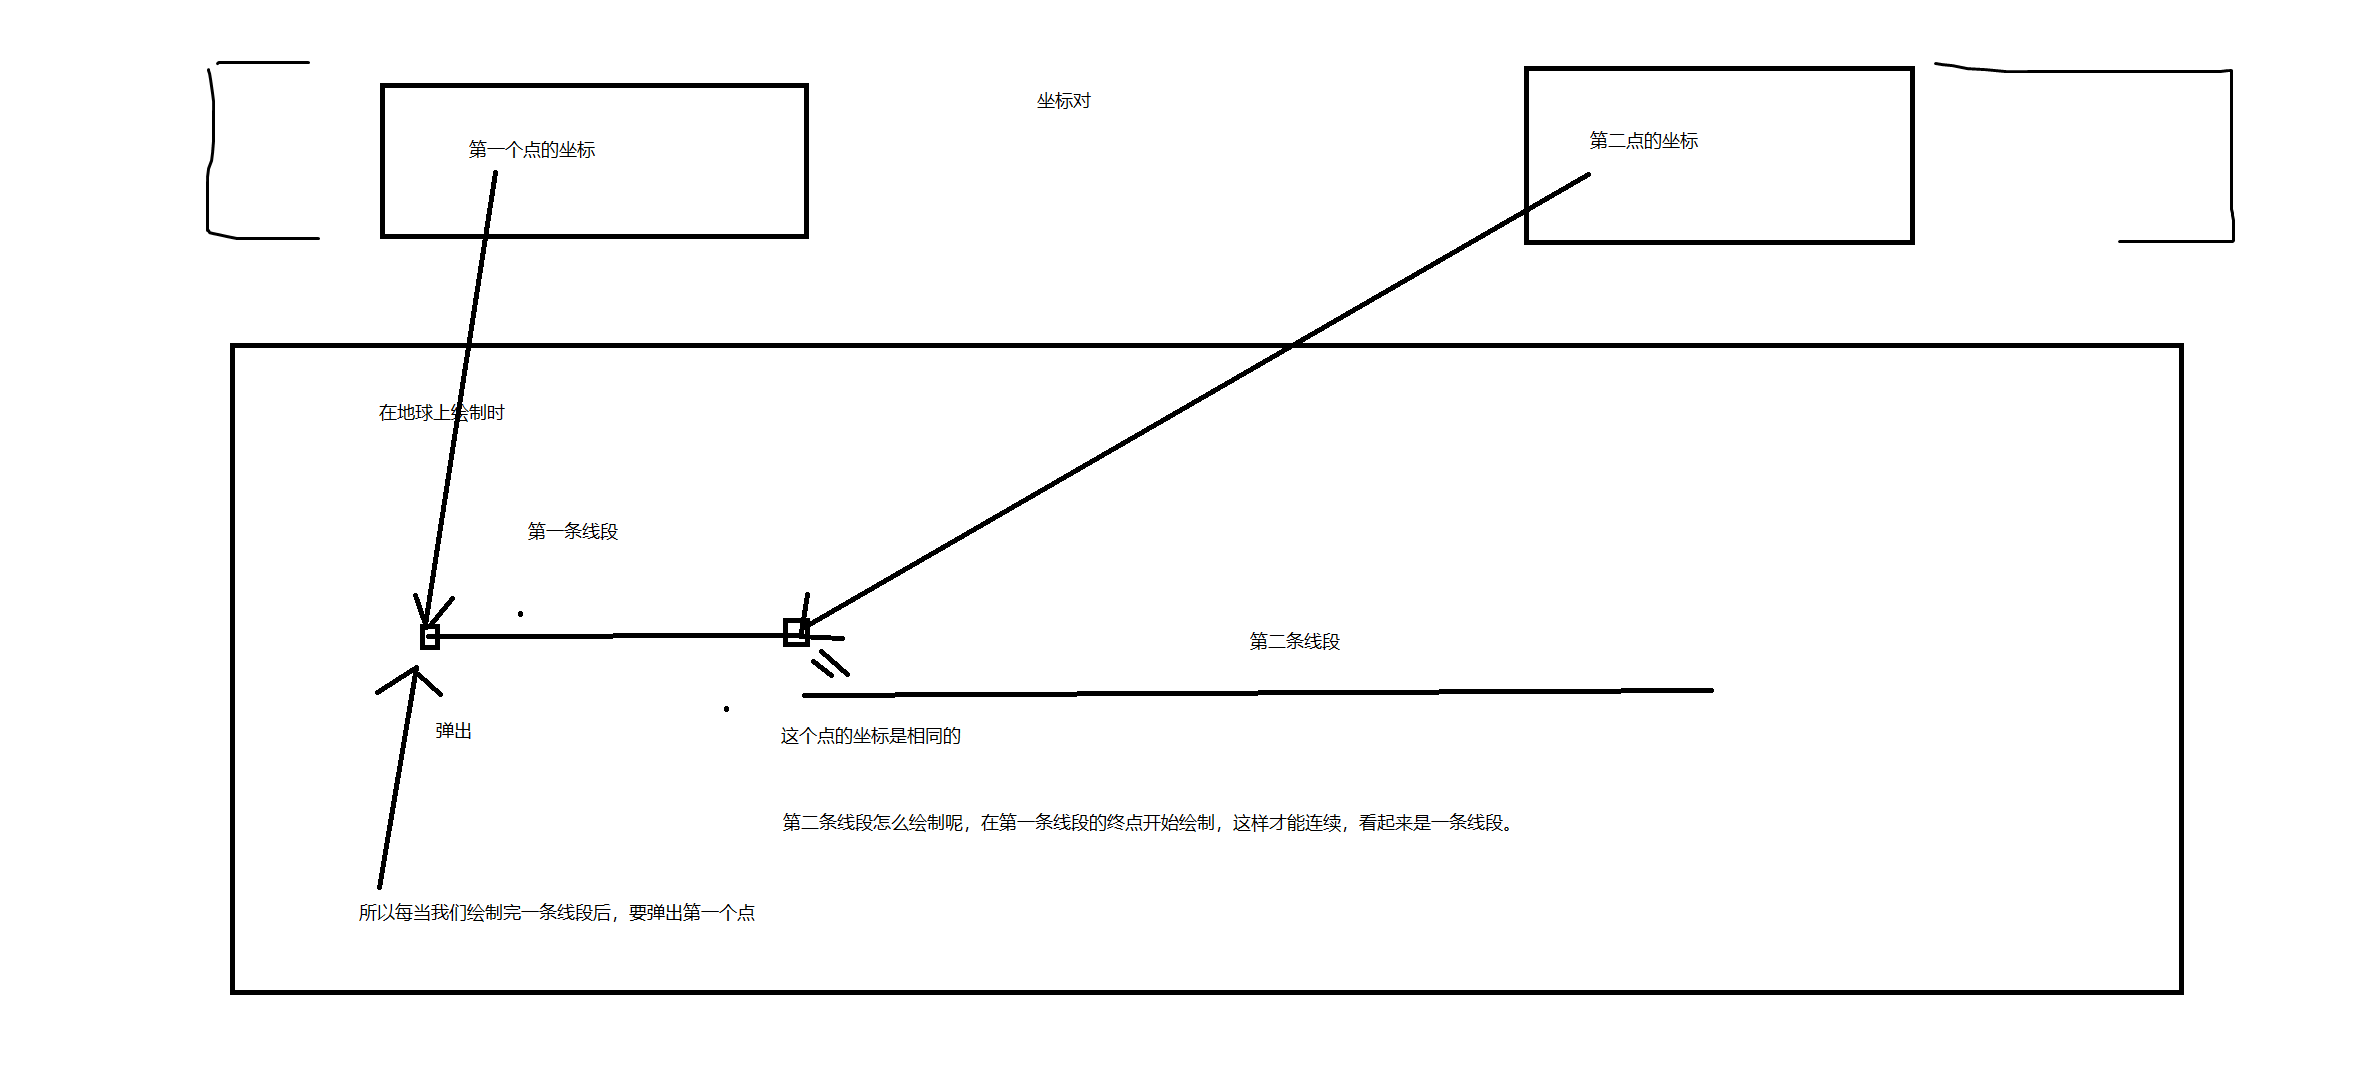 坐标对
第一个点的坐标
第二点的坐标
在地球上绘制时
第一条线段
第二条线段
弹出
这个点的坐标是相同的
第二条线段怎么绘制呢，在第一条线段的终点开始绘制，这样才能连续，看起来是一条线段。
所以每当我们绘制完一条线段后，要弹出第一个点